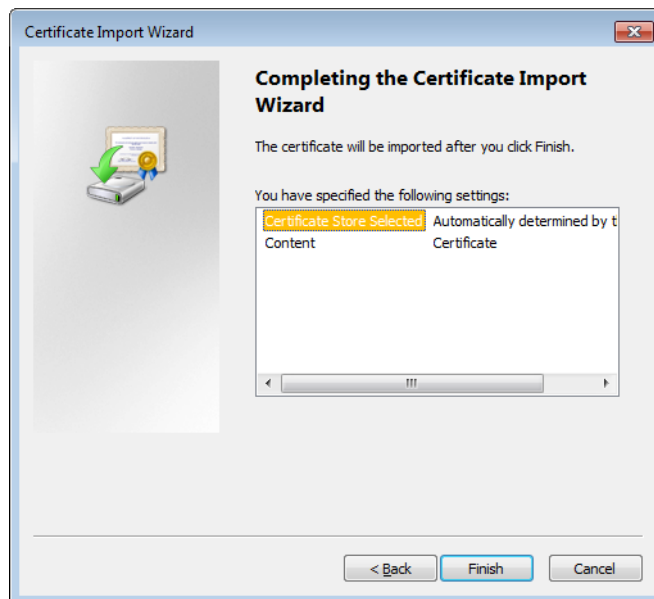 Certificate Import Wizard
Completing the Certificate Import
Wizard
The certificate will be imported after you click Finish.
You have specified the following settings:
Certificate Store Selected Automatically determined by t
Content Certificate
< Back Finish Cancel